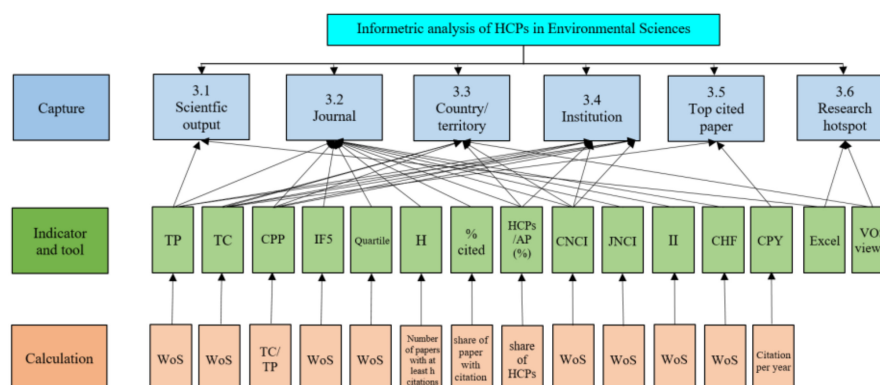 Informetric analysis of HCPs in Environmental Sciences
Capture
3.1
Scientfic
output
3.2
Journal
3.3
Country/
territory
3.4
Institution
3.5
Top cited
paper
3.6
Research
hotspot
Indicator
and tool
TP
TC
CPP
IF5
Quartile
H
%
cited
HCPs
/AP
(%)
CNCI
JNCI
II
CHF
CPY
Excel
VO
view
Calculation
WoS
WoS
TC/
TP
WoS
WoS
Number
of papers
with at
least h
citations
share of
paper
with
citation
share
of
HCPs
WoS
WoS
WoS
WoS
Citation
per year